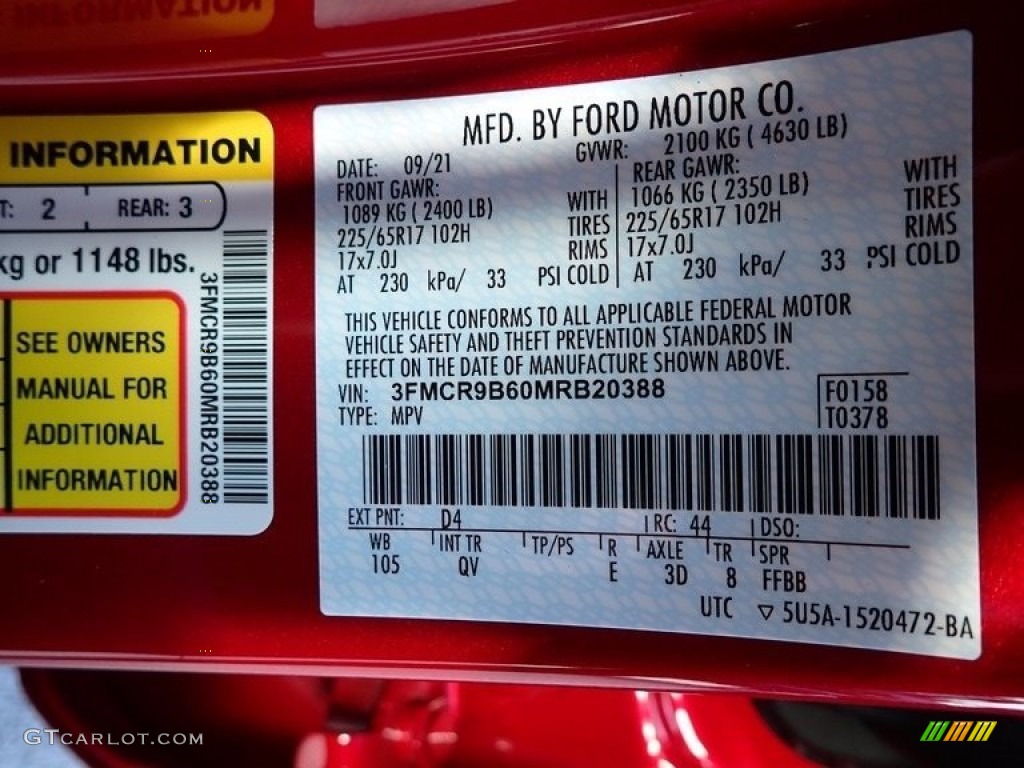 INFORMATION
INFORMATION
T: 2 REAR: 3
kg or 1148 lbs.
SEE OWNERS
MANUAL FOR
ADDITIONAL
INFORMATION
3FMCR9B60MRB20388
MFD. BY FORD MOTOR CO.
DATE: 09/21 GVWR: 2100 KG ( 4630 LB)
FRONT GAWR: REAR GAWR: WITH
1089 KG ( 2400 LB) WITH 1066 KG ( 2350 LB) TIRES
225/65R17 102H TIRES 225/65R17 102H RIMS
17x7.0J RIMS 17x7.0J
AT 230 kPa/ 33 PSI COLD AT 230 kPa/ 33 PSI COLD
THIS VEHICLE CONFORMS TO ALL APPLICABLE FEDERAL MOTOR
VEHICLE SAFETY AND THEFT PREVENTION STANDARDS IN
EFFECT ON THE DATE OF MANUFACTURE SHOWN ABOVE.
VIN: 3FMCR9B60MRB20388 F0158
TYPE: MPV T0378
EXT PNT: D4 RC: 44 DSO:
WB INT TR TP/PS R AXLE TR SPR
105 QV E 3D 8 FFBB
UTC ▽ 5U5A-1520472-BA
GTCARLOT.COM